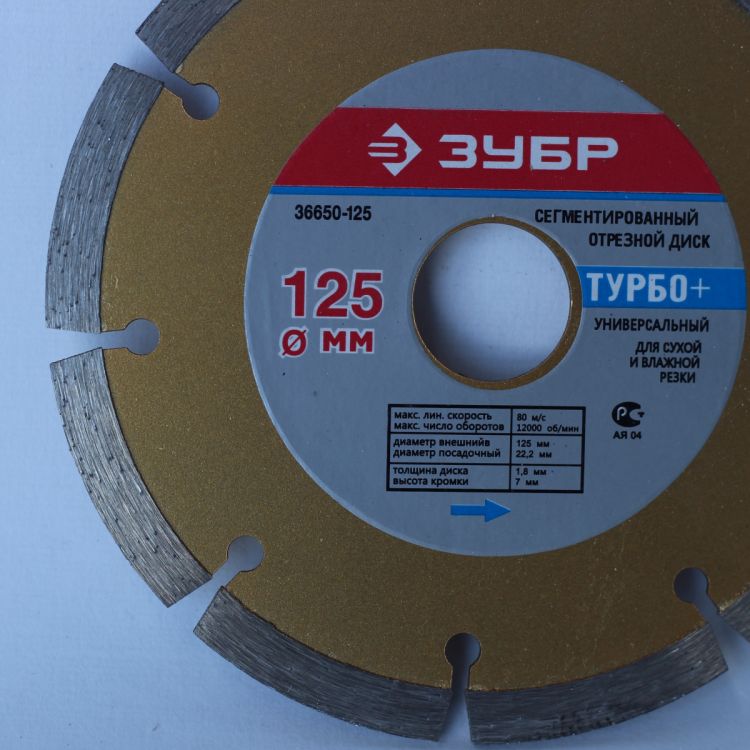 ЗУБР
36650-125
СЕГМЕНТИРОВАННЫЙ
ОТРЕЗНОЙ ДИСК
125
Ø ММ
ТУРБО+
УНИВЕРСАЛЬНЫЙ
ДЛЯ СУХОЙ
И ВЛАЖНОЙ
РЕЗКИ
макс. лин. скорость 80 м/с
макс. число оборотов 12000 об/мин
диаметр внешнийв 125 мм
диаметр посадочный 22,2 мм
толщина диска 1,8 мм
высота кромки 7 мм
АЯ 04